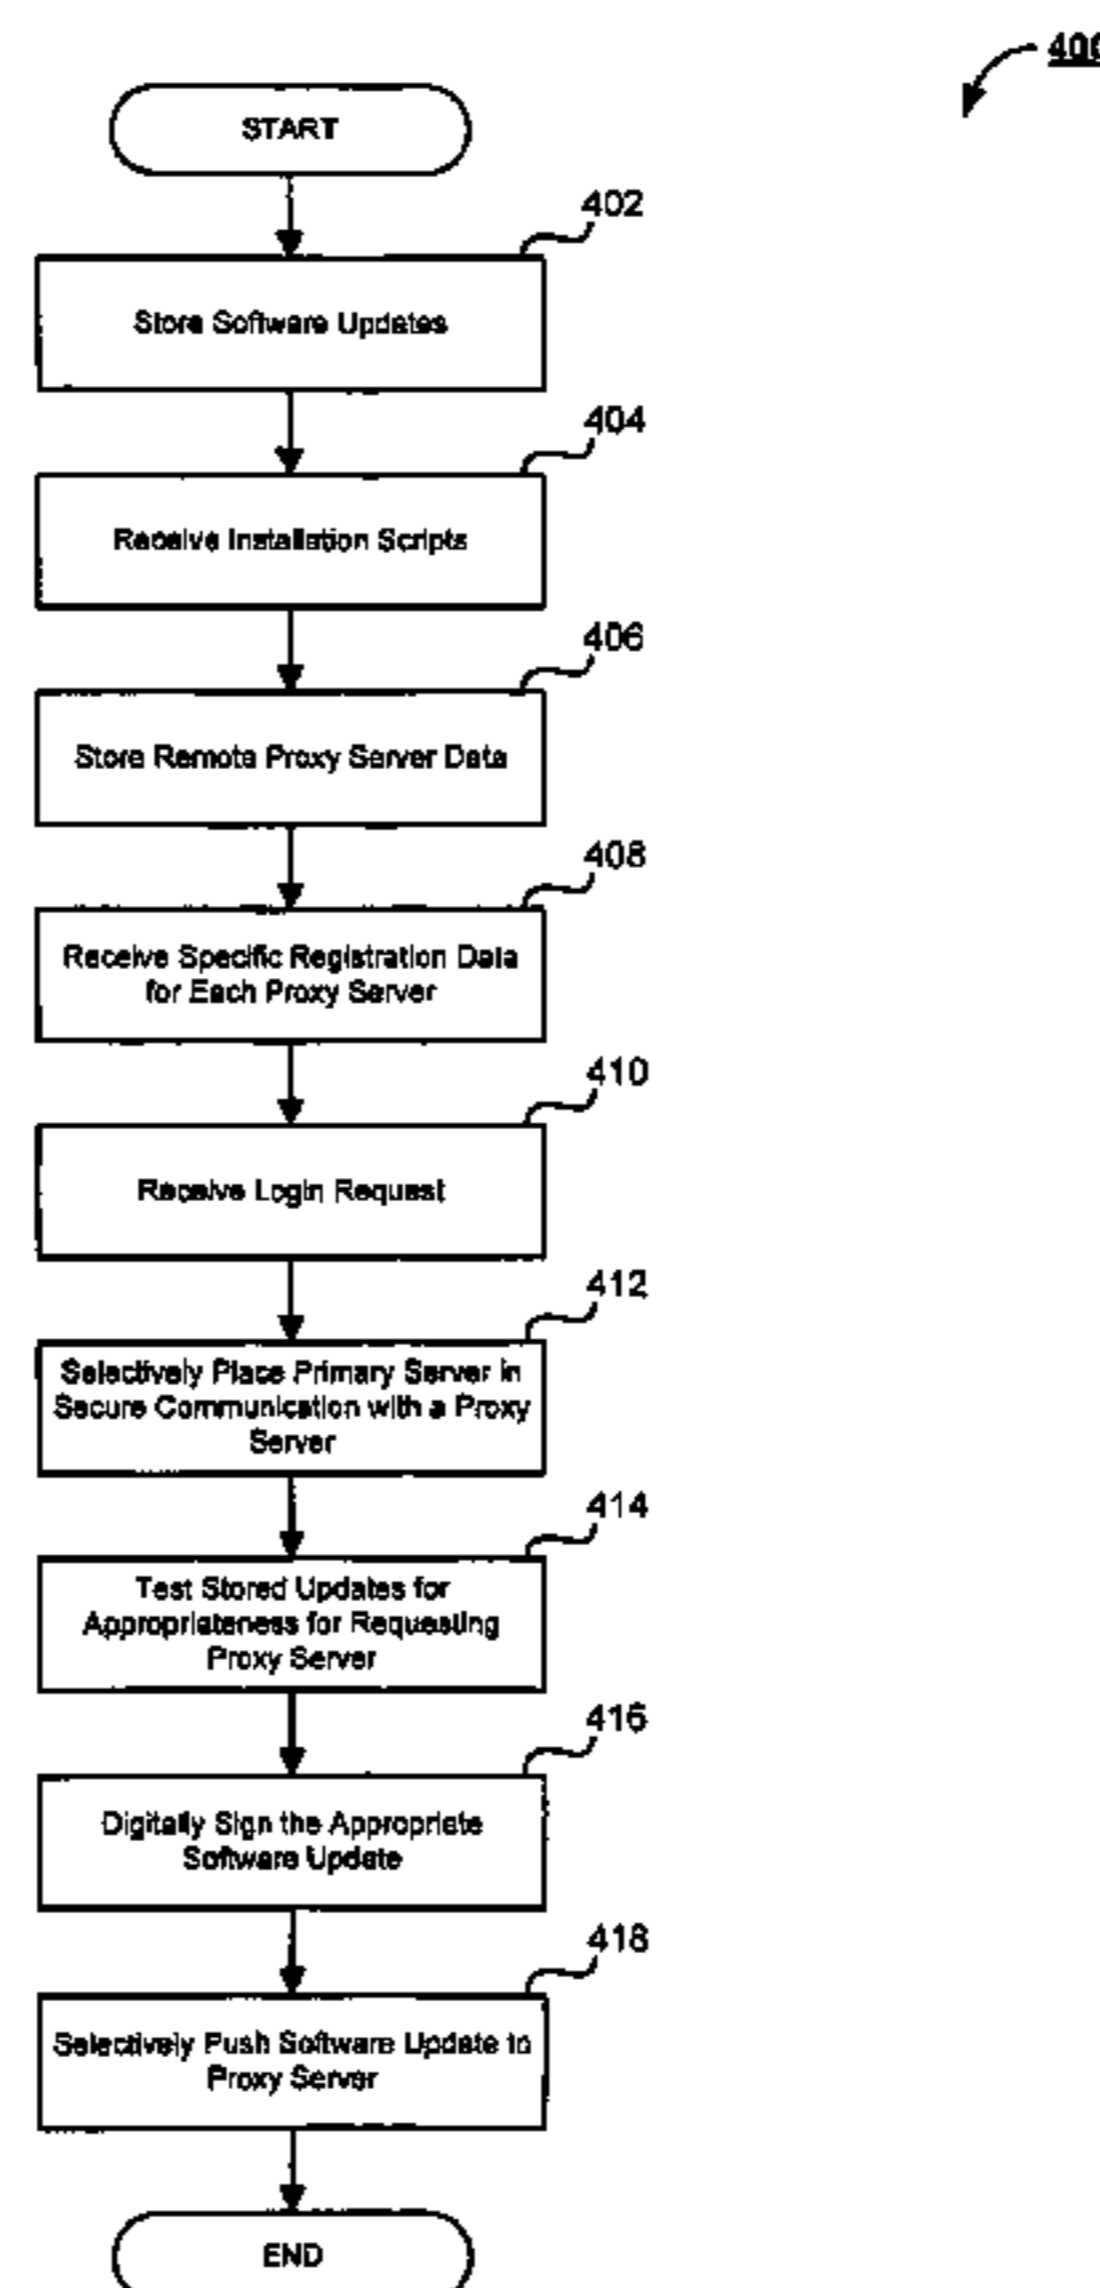 400
START
402
Store Software Updates
404
Receive Installation Scripts
406
Store Remote Proxy Server Data
408
Receive Specific Registration Data
for Each Proxy Server
410
Receive Login Request
412
Selectively Place Primary Server in
Secure Communication with a Proxy
Server
414
Test Stored Updates for
Appropriateness for Requesting
Proxy Server
416
Digitally Sign the Appropriate
Software Update
418
Selectively Push Software Update to
Proxy Server
END